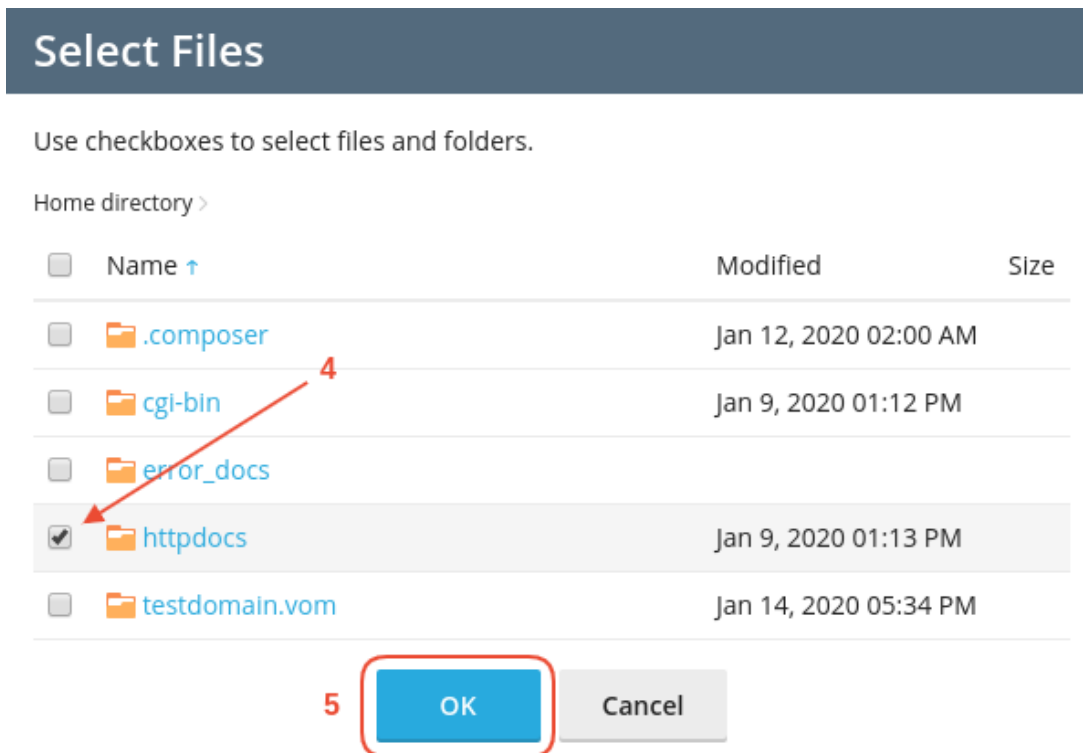 Select Files
Use checkboxes to select files and folders.
Home directory >
Name ↑ Modified Size
.composer Jan 12, 2020 02:00 AM
4
cgi-bin Jan 9, 2020 01:12 PM
error_docs
httpdocs Jan 9, 2020 01:13 PM
testdomain.vom Jan 14, 2020 05:34 PM
5 OK Cancel